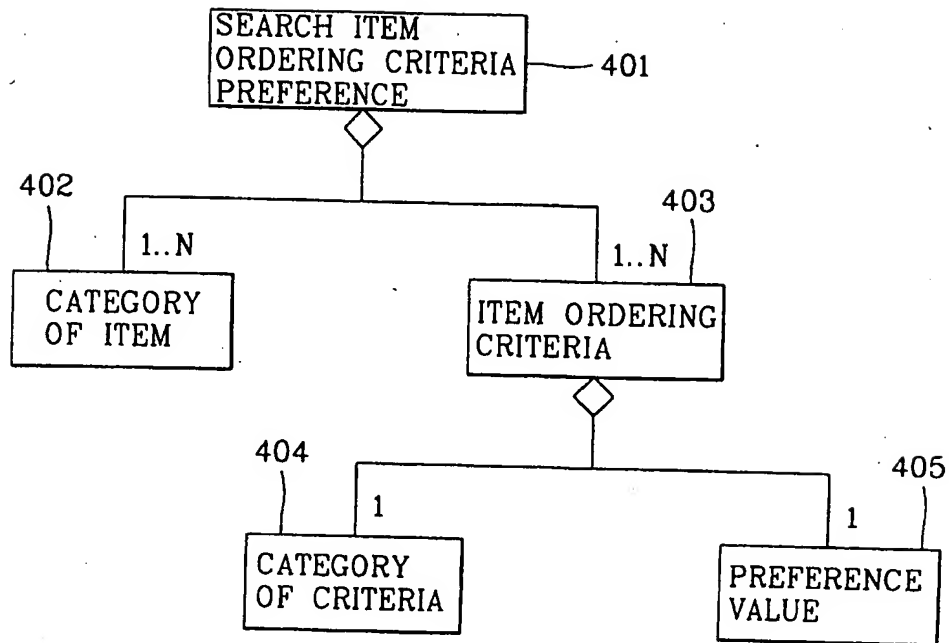 SEARCH ITEM
ORDERING CRITERIA
PREFERENCE
401
402
403
1..N
1..N
CATEGORY
OF ITEM
ITEM ORDERING
CRITERIA
404
405
1
1
CATEGORY
OF CRITERIA
PREFERENCE
VALUE